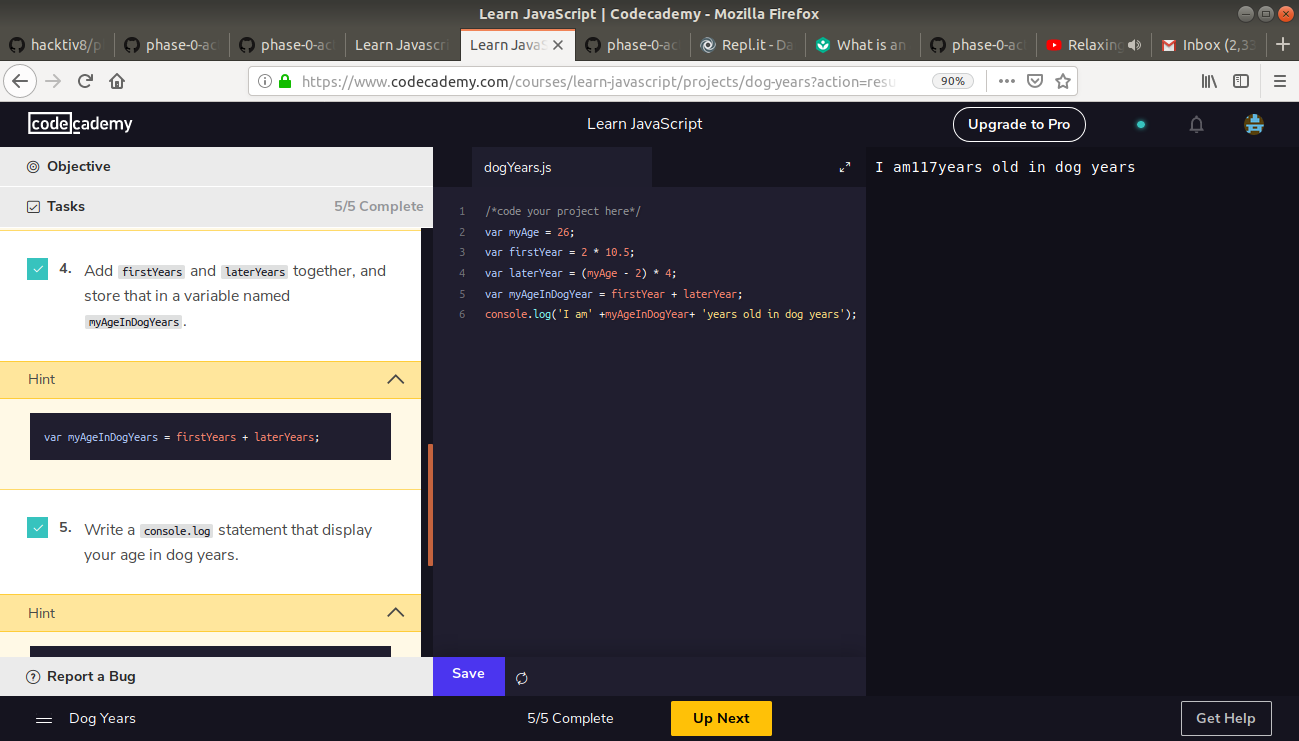 Learn JavaScript | Codecademy - Mozilla Firefox
hacktiv8/p phase-0-ac phase-0-ac Learn Javascri Learn JavaS phase-0-ac Repl.it - Da What is an phase-0-ac Relaxing Inbox (2,33
https://www.codecademy.com/courses/learn-javascript/projects/dog-years?action=resu 90%
codecademy Learn JavaScript Upgrade to Pro
Objective
Tasks 5/5 Complete
4. Add firstYears and laterYears together, and
store that in a variable named
myAgeInDogYears.
Hint
var myAgeInDogYears = firstYears + laterYears;
5. Write a console.log statement that display
your age in dog years.
Hint
Report a Bug
dogYears.js
1 /*code your project here*/
2 var myAge = 26;
3 var firstYear = 2 * 10.5;
4 var laterYear = (myAge - 2) * 4;
5 var myAgeInDogYear = firstYear + laterYear;
6 console.log('I am' +myAgeInDogYear+ 'years old in dog years');
Save
I am117years old in dog years
Dog Years 5/5 Complete Up Next Get Help